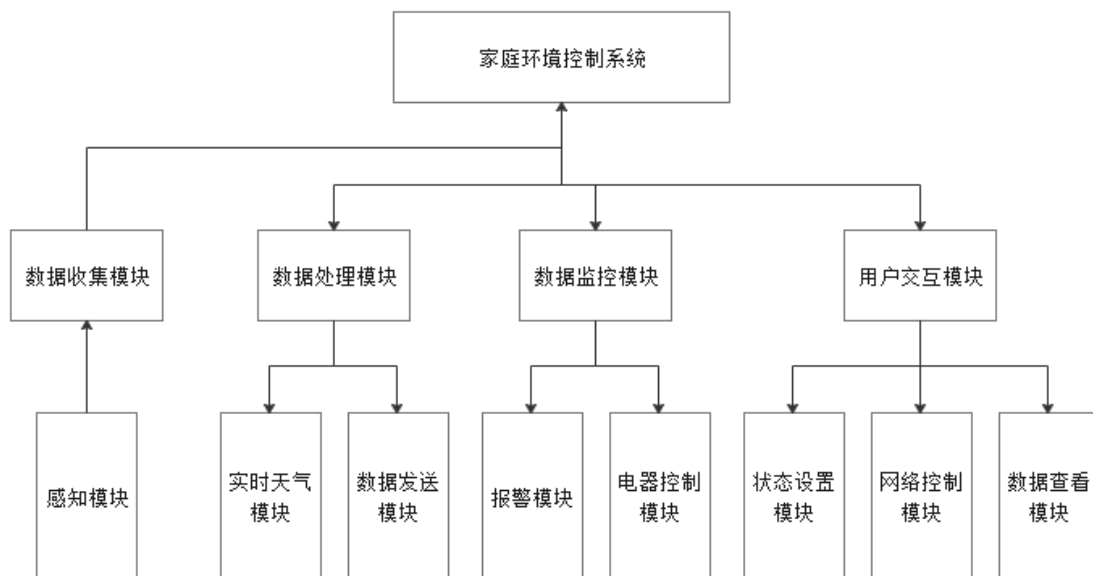 家庭环境控制系统
数据收集模块
数据处理模块
数据监控模块
用户交互模块
感知模块
实时天气
模块
数据发送
模块
报警模块
电器控制
模块
状态设置
模块
网络控制
模块
数据查看
模块